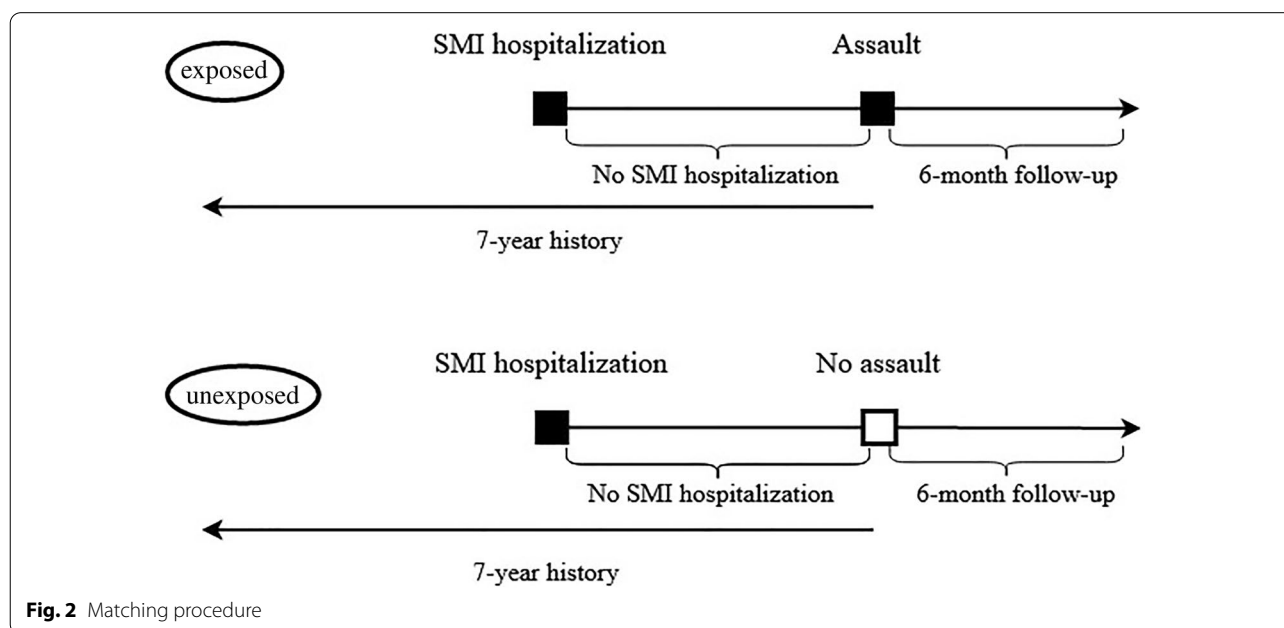 SMI hospitalization Assault
exposed
No SMI hospitalization 6-month follow-up
7-year history
SMI hospitalization No assault
unexposed
No SMI hospitalization 6-month follow-up
7-year history
Fig. 2 Matching procedure